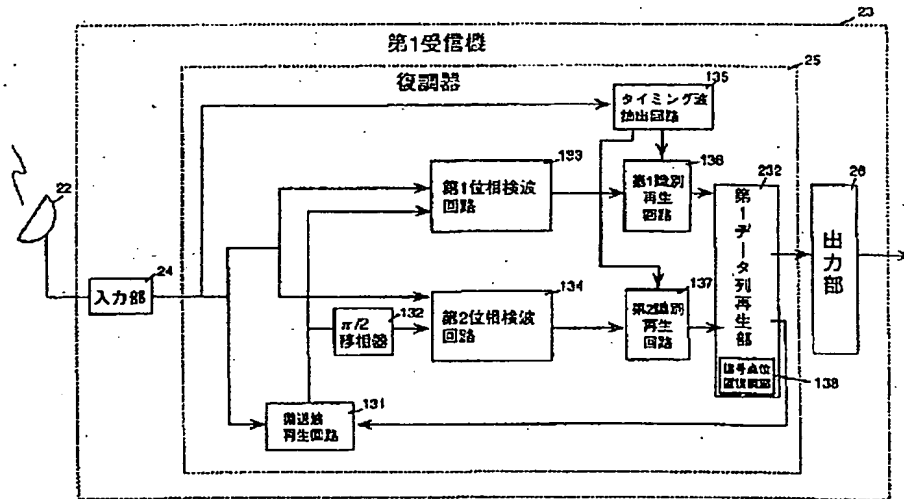 23
第1受信機
25
復調器
135
タイミング波
抽出回路
133
第1位相検波
回路
136
第1識別
再生
回路
232
第1データ列再生部
26
出力部
22
24
入力部
134
第2位相検波
回路
137
第2識別
再生
回路
132
π/2
移相器
138
131
搬送波
再生回路